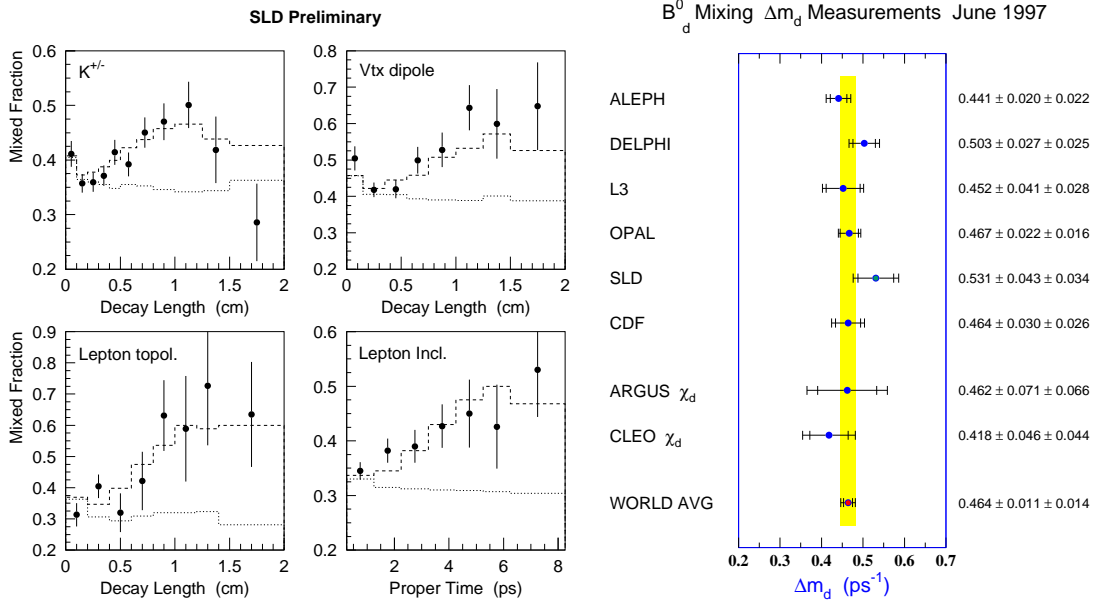 SLD Preliminary
K+/-
Mixed Fraction
0.6
0.5
0.4
0.3
0.2
0 0.5 1 1.5 2
Decay Length (cm)
Vtx dipole
0.8
0.7
0.6
0.5
0.4
0.3
0.2
0 0.5 1 1.5 2
Decay Length (cm)
Lepton topol.
Mixed Fraction
0.9
0.8
0.7
0.6
0.5
0.4
0.3
0.2
0 0.5 1 1.5 2
Decay Length (cm)
Lepton Incl.
0.6
0.5
0.4
0.3
0.2
2 4 6 8
Proper Time (ps)
B0d Mixing Δmd Measurements June 1997
ALEPH 0.441 ± 0.020 ± 0.022
DELPHI 0.503 ± 0.027 ± 0.025
L3 0.452 ± 0.041 ± 0.028
OPAL 0.467 ± 0.022 ± 0.016
SLD 0.531 ± 0.043 ± 0.034
CDF 0.464 ± 0.030 ± 0.026
ARGUS χd 0.462 ± 0.071 ± 0.066
CLEO χd 0.418 ± 0.046 ± 0.044
WORLD AVG 0.464 ± 0.011 ± 0.014
0.2 0.3 0.4 0.5 0.6 0.7
Δmd (ps-1)